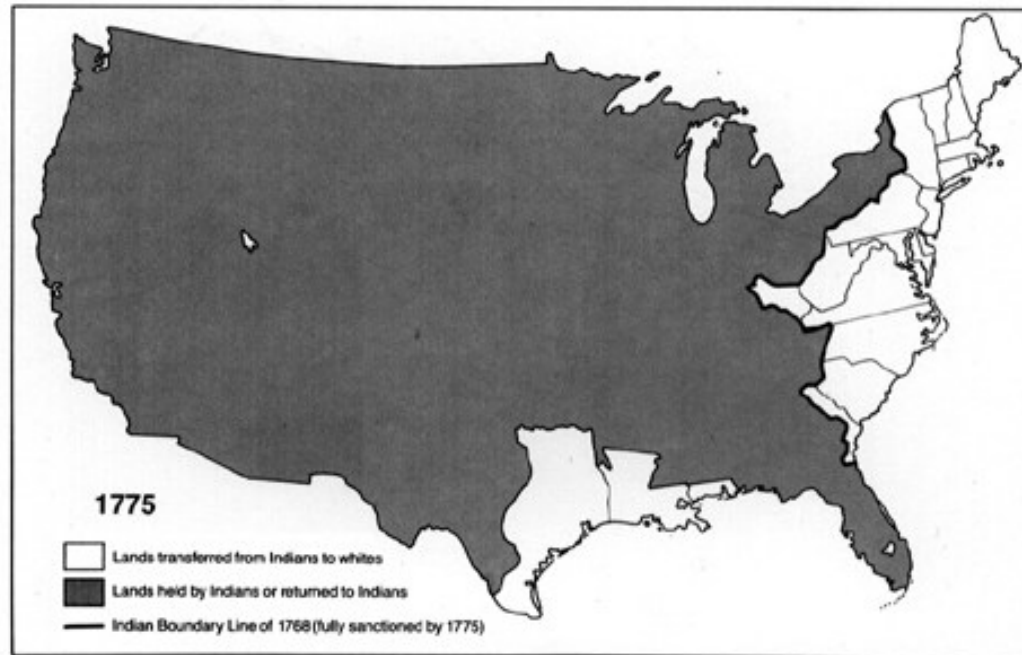 1775
Lands transferred from Indians to whites
Lands held by Indians or returned to Indians
Indian Boundary Line of 1768 (fully sanctioned by 1775)